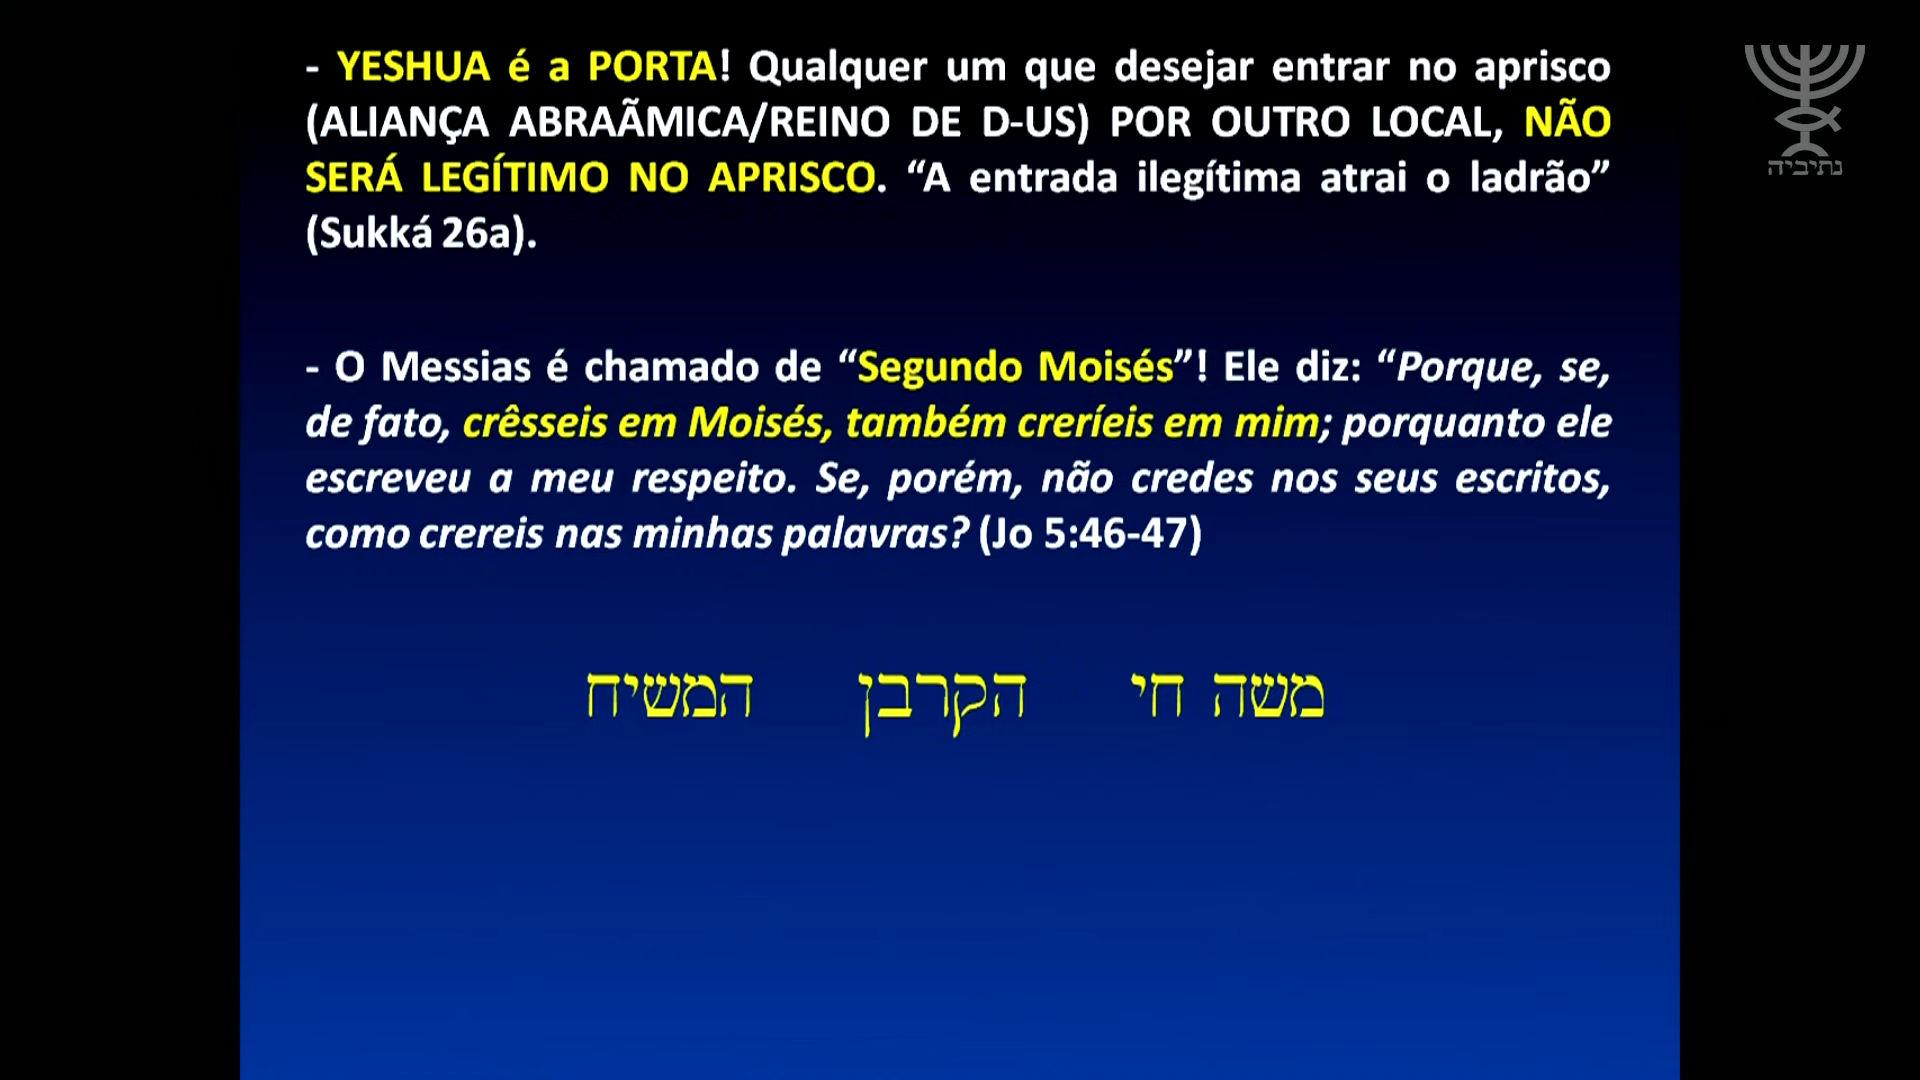 - YESHUA é a PORTA! Qualquer um que desejar entrar no aprisco
(ALIANÇA ABRAÃMICA/REINO DE D-US) POR OUTRO LOCAL, NÃO
SERÁ LEGÍTIMO NO APRISCO. “A entrada ilegítima atrai o ladrão”
(Sukká 26a).
- O Messias é chamado de “Segundo Moisés”! Ele diz: “Porque, se,
de fato, crêsseis em Moisés, também creríeis em mim; porquanto ele
escreveu a meu respeito. Se, porém, não credes nos seus escritos,
como crereis nas minhas palavras? (Jo 5:46-47)
משה חי הקרבן המשיח
נתיביה